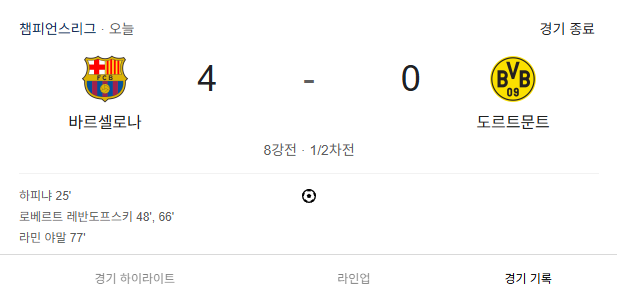 챔피언스리그 · 오늘 경기 종료
4 - 0
FCB BVB 09
바르셀로나 도르트문트
8강전 · 1/2차전
하피냐 25'
로베르트 레반도프스키 48', 66'
라민 야말 77'
경기 하이라이트 라인업 경기 기록